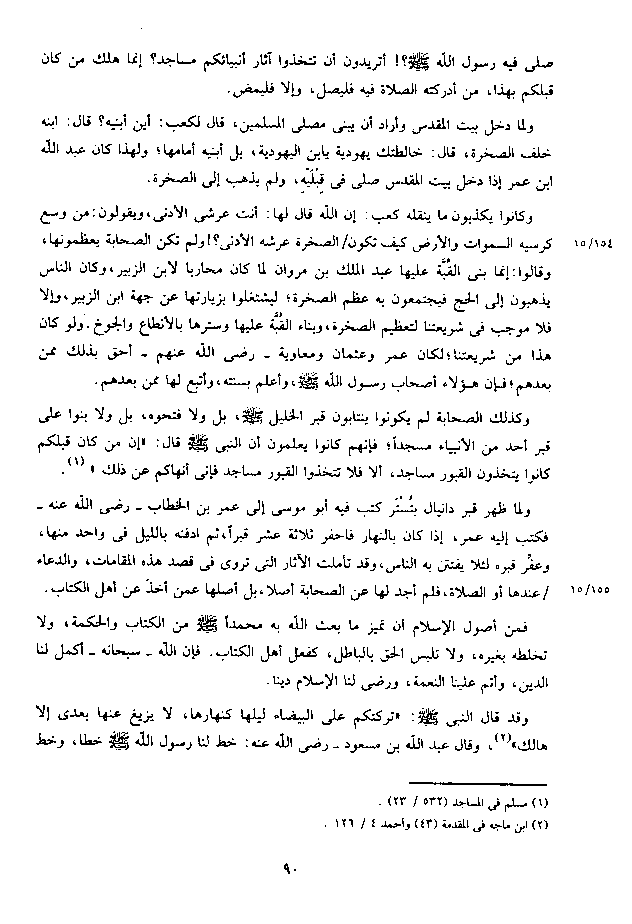 صلى فيه رسول الله ﷺ؟! أتريدون أن تتخذوا آثار أنبيائكم مساجد؟ إنما هلك من كان
قبلكم بهذا، من أدركته الصلاة فيه فليصل، وإلا فليمض.
ولما دخل بيت المقدس وأراد أن يبنى مصلى المسلمين، قال لكعب: أين أبنيه؟ قال: ابنه
خلف الصخرة، قال: خالطتك يهودية يابن اليهودية، بل أبنيه أمامها؛ ولهذا كان عبد الله
ابن عمر إذا دخل بيت المقدس صلى فى قِبْلَيِّه، ولم يذهب إلى الصخرة.
وكانوا يكذبون ما ينقله كعب: إن الله قال لها: أنت عرشى الأدنى، ويقولون: من وسع
١٥/١٥٤ كرسيه السموات والأرض كيف تكون/ الصخرة عرشه الأدنى؟! ولم تكن الصحابة يعظمونها،
وقالوا: إنما بنى القُبَّة عليها عبد الملك بن مروان لما كان محاربا لابن الزبير، وكان الناس
يذهبون إلى الحج فيجتمعون به عظم الصخرة؛ ليشتغلوا بزيارتها عن جهة ابن الزبير، وإلا
فلا موجب فى شريعتنا لتعظيم الصخرة، وبناء القُبَّة عليها وسترها بالأنطاع والجوخ. ولو كان
هذا من شريعتنا؛ لكان عمر وعثمان ومعاوية ـ رضى الله عنهم ـ أحق بذلك ممن
بعدهم؛ فإن هـؤلاء أصحاب رسول الله ﷺ، وأعلم بسنته، وأتبع لها ممن بعدهم.
وكذلك الصحابة لم يكونوا ينتابون قبر الخليل ﷺ، بل ولا فتحوه، بل ولا بنوا على
قبر أحد من الأنبياء مسجداً؛ فإنهم كانوا يعلمون أن النبى ﷺ قال: «إن من كان قبلكم
كانوا يتخذون القبور مساجد، ألا فلا تتخذوا القبور مساجد فإنى أنهاكم عن ذلك » (١).
ولما ظهر قبر دانيال بتُسْتَر كتب فيه أبو موسى إلى عمر بن الخطاب ـ رضى الله عنه ـ
فكتب إليه عمر، إذا كان بالنهار فاحفر ثلاثة عشر قبراً، ثم ادفنه بالليل فى واحد منها،
وعفِّر قبره لئلا يفتتن به الناس، وقد تأملت الآثار التى تروى فى قصد هذه المقامات، والدعاء
١٥/١٥٥ /عندها أو الصلاة، فلم أجد لها عن الصحابة أصلا، بل أصلها عمن أخذ عن أهل الكتاب.
فمن أصول الإسلام أن تميز ما بعث الله به محمداً ﷺ من الكتاب والحكمة، ولا
تخلطه بغيره، ولا تلبس الحق بالباطل، كفعل أهل الكتاب. فإن الله ـ سبحانه ـ أكمل لنا
الدين، وأتم علينا النعمة، ورضى لنا الإسلام دينا.
وقد قال النبى ﷺ: «تركتكم على البيضاء ليلها كنهارها، لا يزيغ عنها بعدى إلا
هالك»(٢)، وقال عبد الله بن مسعود ـ رضى الله عنه: خط لنا رسول الله ﷺ خطا، وخط
(١) مسلم فى المساجد (٥٣٢ / ٢٣) .
(٢) ابن ماجه فى المقدمة (٤٣) وأحمد ٤ / ١٢٦ .
٩٠